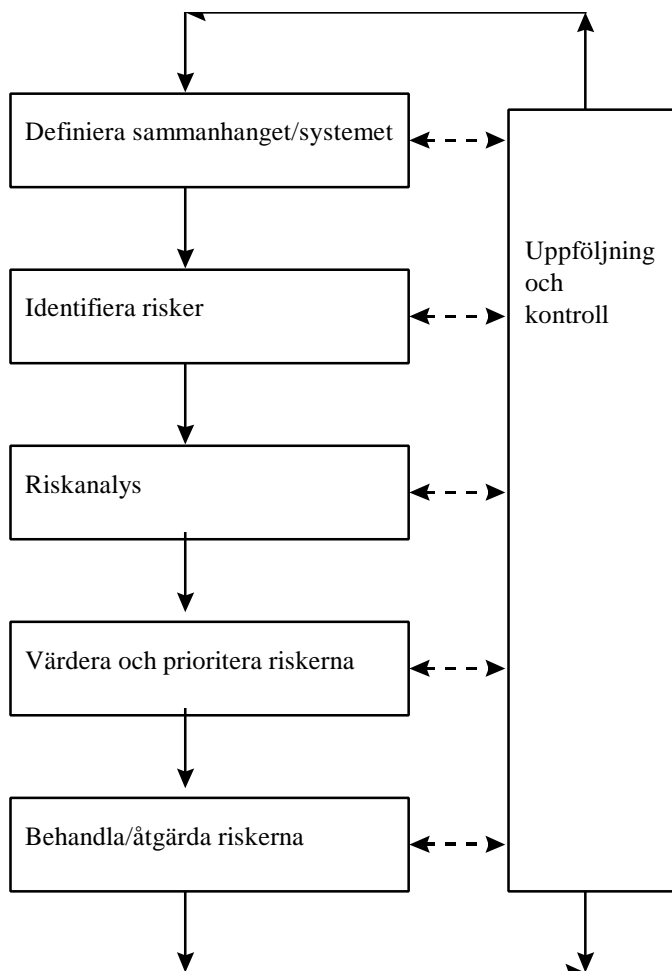 Definiera sammanhanget/systemet
Uppföljning
och
kontroll
Identifiera risker
Riskanalys
Värdera och prioritera riskerna
Behandla/åtgärda riskerna